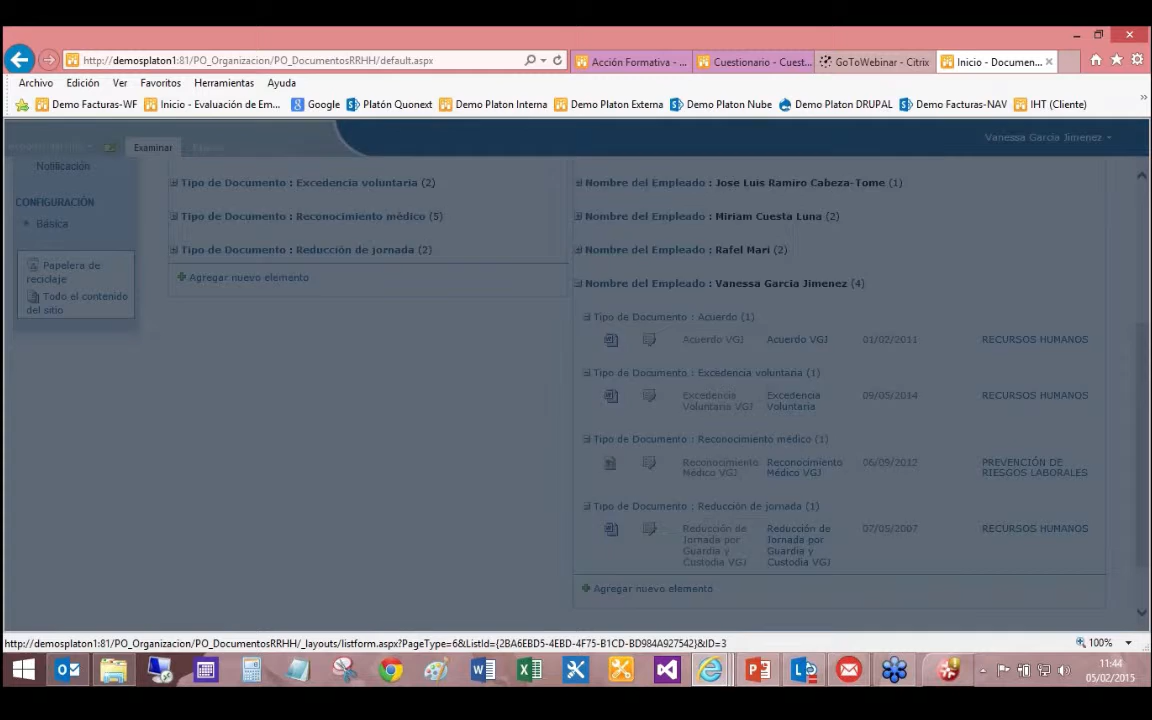 http://demosplaton:81/PO_Organizacion/PO_DocumentosRRHH/default.aspx
Acción Formativa - ...
Cuestionario - Cuest...
GoToWebinar - Citrix
Inicio - Documen...
Archivo Edición Ver Favoritos Herramientas Ayuda
Demo Facturas-WF Inicio - Evaluación de Em... Google Platón Quonext Demo Platon Interna Demo Platon Externa Demo Platon Nube Demo Platon DRUPAL Demo Facturas-NAV IHT (Cliente)
Examinar
Vanessa García Jimenez
Notificación
CONFIGURACIÓN
Básica
Papelera de
reciclaje
Todo el contenido
del sitio
Tipo de Documento : Excedencia voluntaria (2)
Tipo de Documento : Reconocimiento médico (5)
Tipo de Documento : Reducción de jornada (2)
Agregar nuevo elemento
Nombre del Empleado : Jose Luis Ramiro Cabeza-Tome (1)
Nombre del Empleado : Miriam Cuesta Luna (2)
Nombre del Empleado : Rafel Mari (2)
Nombre del Empleado : Vanessa García Jimenez (4)
Tipo de Documento : Acuerdo (1)
Acuerdo VGJ Acuerdo VGJ 01/02/2011 RECURSOS HUMANOS
Tipo de Documento : Excedencia voluntaria (1)
Excedencia Excedencia 09/05/2014 RECURSOS HUMANOS
Voluntaria VGJ Voluntaria
Tipo de Documento : Reconocimiento médico (1)
Reconocimiento Reconocimiento 06/09/2012 PREVENCIÓN DE
Médico VGJ Médico VGJ RIESGOS LABORALES
Tipo de Documento : Reducción de jornada (1)
Reducción de Reducción de 07/05/2007 RECURSOS HUMANOS
Jornada por Jornada por
Guardia y Guardia y
Custodia VGJ Custodia VGJ
Agregar nuevo elemento
http://demosplaton:81/PO_Organizacion/PO_DocumentosRRHH/_layouts/listform.aspx?PageType=6&ListId={2BA6EBD5-4EBD-4F75-B1CD-BD984A927542}&ID=3
100%
11:44
05/02/2015